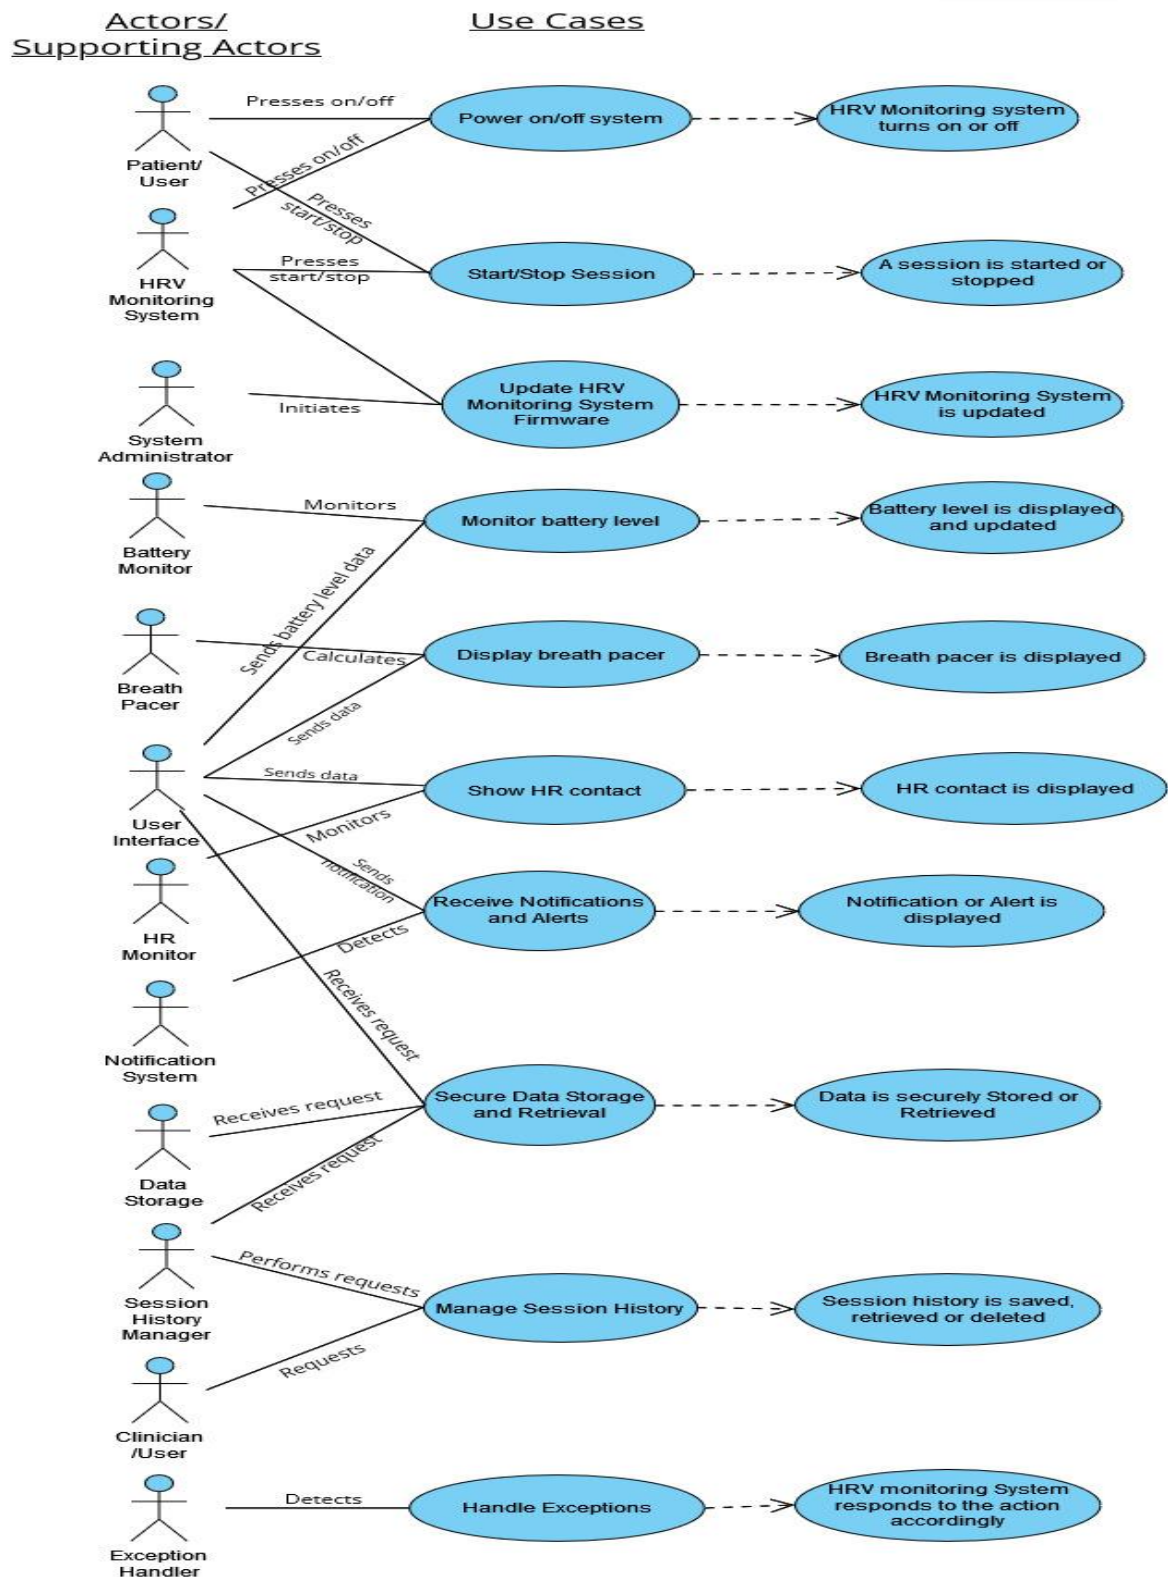 Actors/
Supporting Actors
Use Cases
Presses on/off
Power on/off system
HRV Monitoring system
turns on or off
Patient/
User
Presses on/off
Presses
start/stop
HRV
Monitoring
System
Presses
start/stop
Start/Stop Session
A session is started or
stopped
System
Administrator
Initiates
Update HRV
Monitoring System
Firmware
HRV Monitoring System
is updated
Battery
Monitor
Monitors
Monitor battery level
Battery level is displayed
and updated
Sends battery level data
Breath
Pacer
Calculates
Display breath pacer
Breath pacer is displayed
Sends data
User
Interface
Sends data
Show HR contact
HR contact is displayed
Monitors
Sends
notification
HR
Monitor
Receive Notifications
and Alerts
Notification or Alert is
displayed
Detects
Receives request
Notification
System
Receives request
Secure Data Storage
and Retrieval
Data is securely Stored or
Retrieved
Data
Storage
Receives request
Session
History
Manager
Performs requests
Manage Session History
Session history is saved,
retrieved or deleted
Requests
Clinician
/User
Detects
Handle Exceptions
HRV monitoring System
responds to the action
accordingly
Exception
Handler